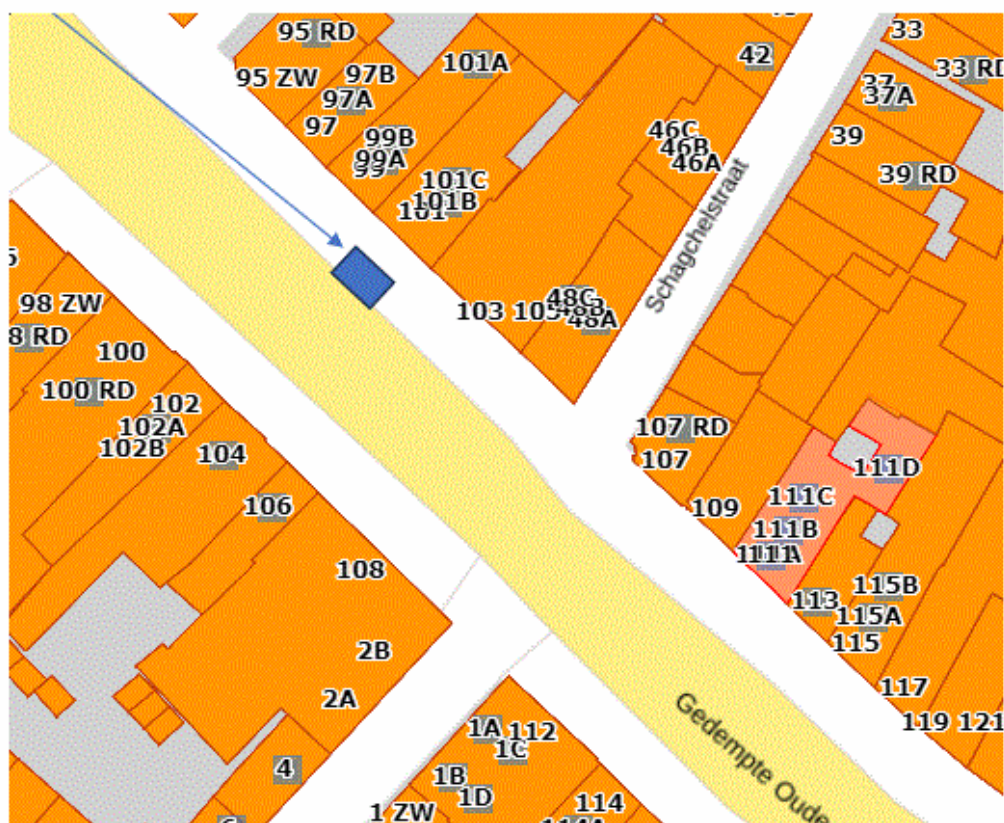 95 RD
95 ZW
97B
97A
97
101A
99B
99A
99
101C
101B
101
42
46C
46B
46A
33
33 RD
37
37A
39
39 RD
Schagchelstraat
103
48C
48B
48A
98 ZW
100
100 RD
102
102A
102B
104
106
108
2B
2A
4
107 RD
107
109
111D
111C
111B
111A
113
115B
115A
115
117
119
121
Gedempte Oude
1A
112
1C
1B
1D
1 ZW
114